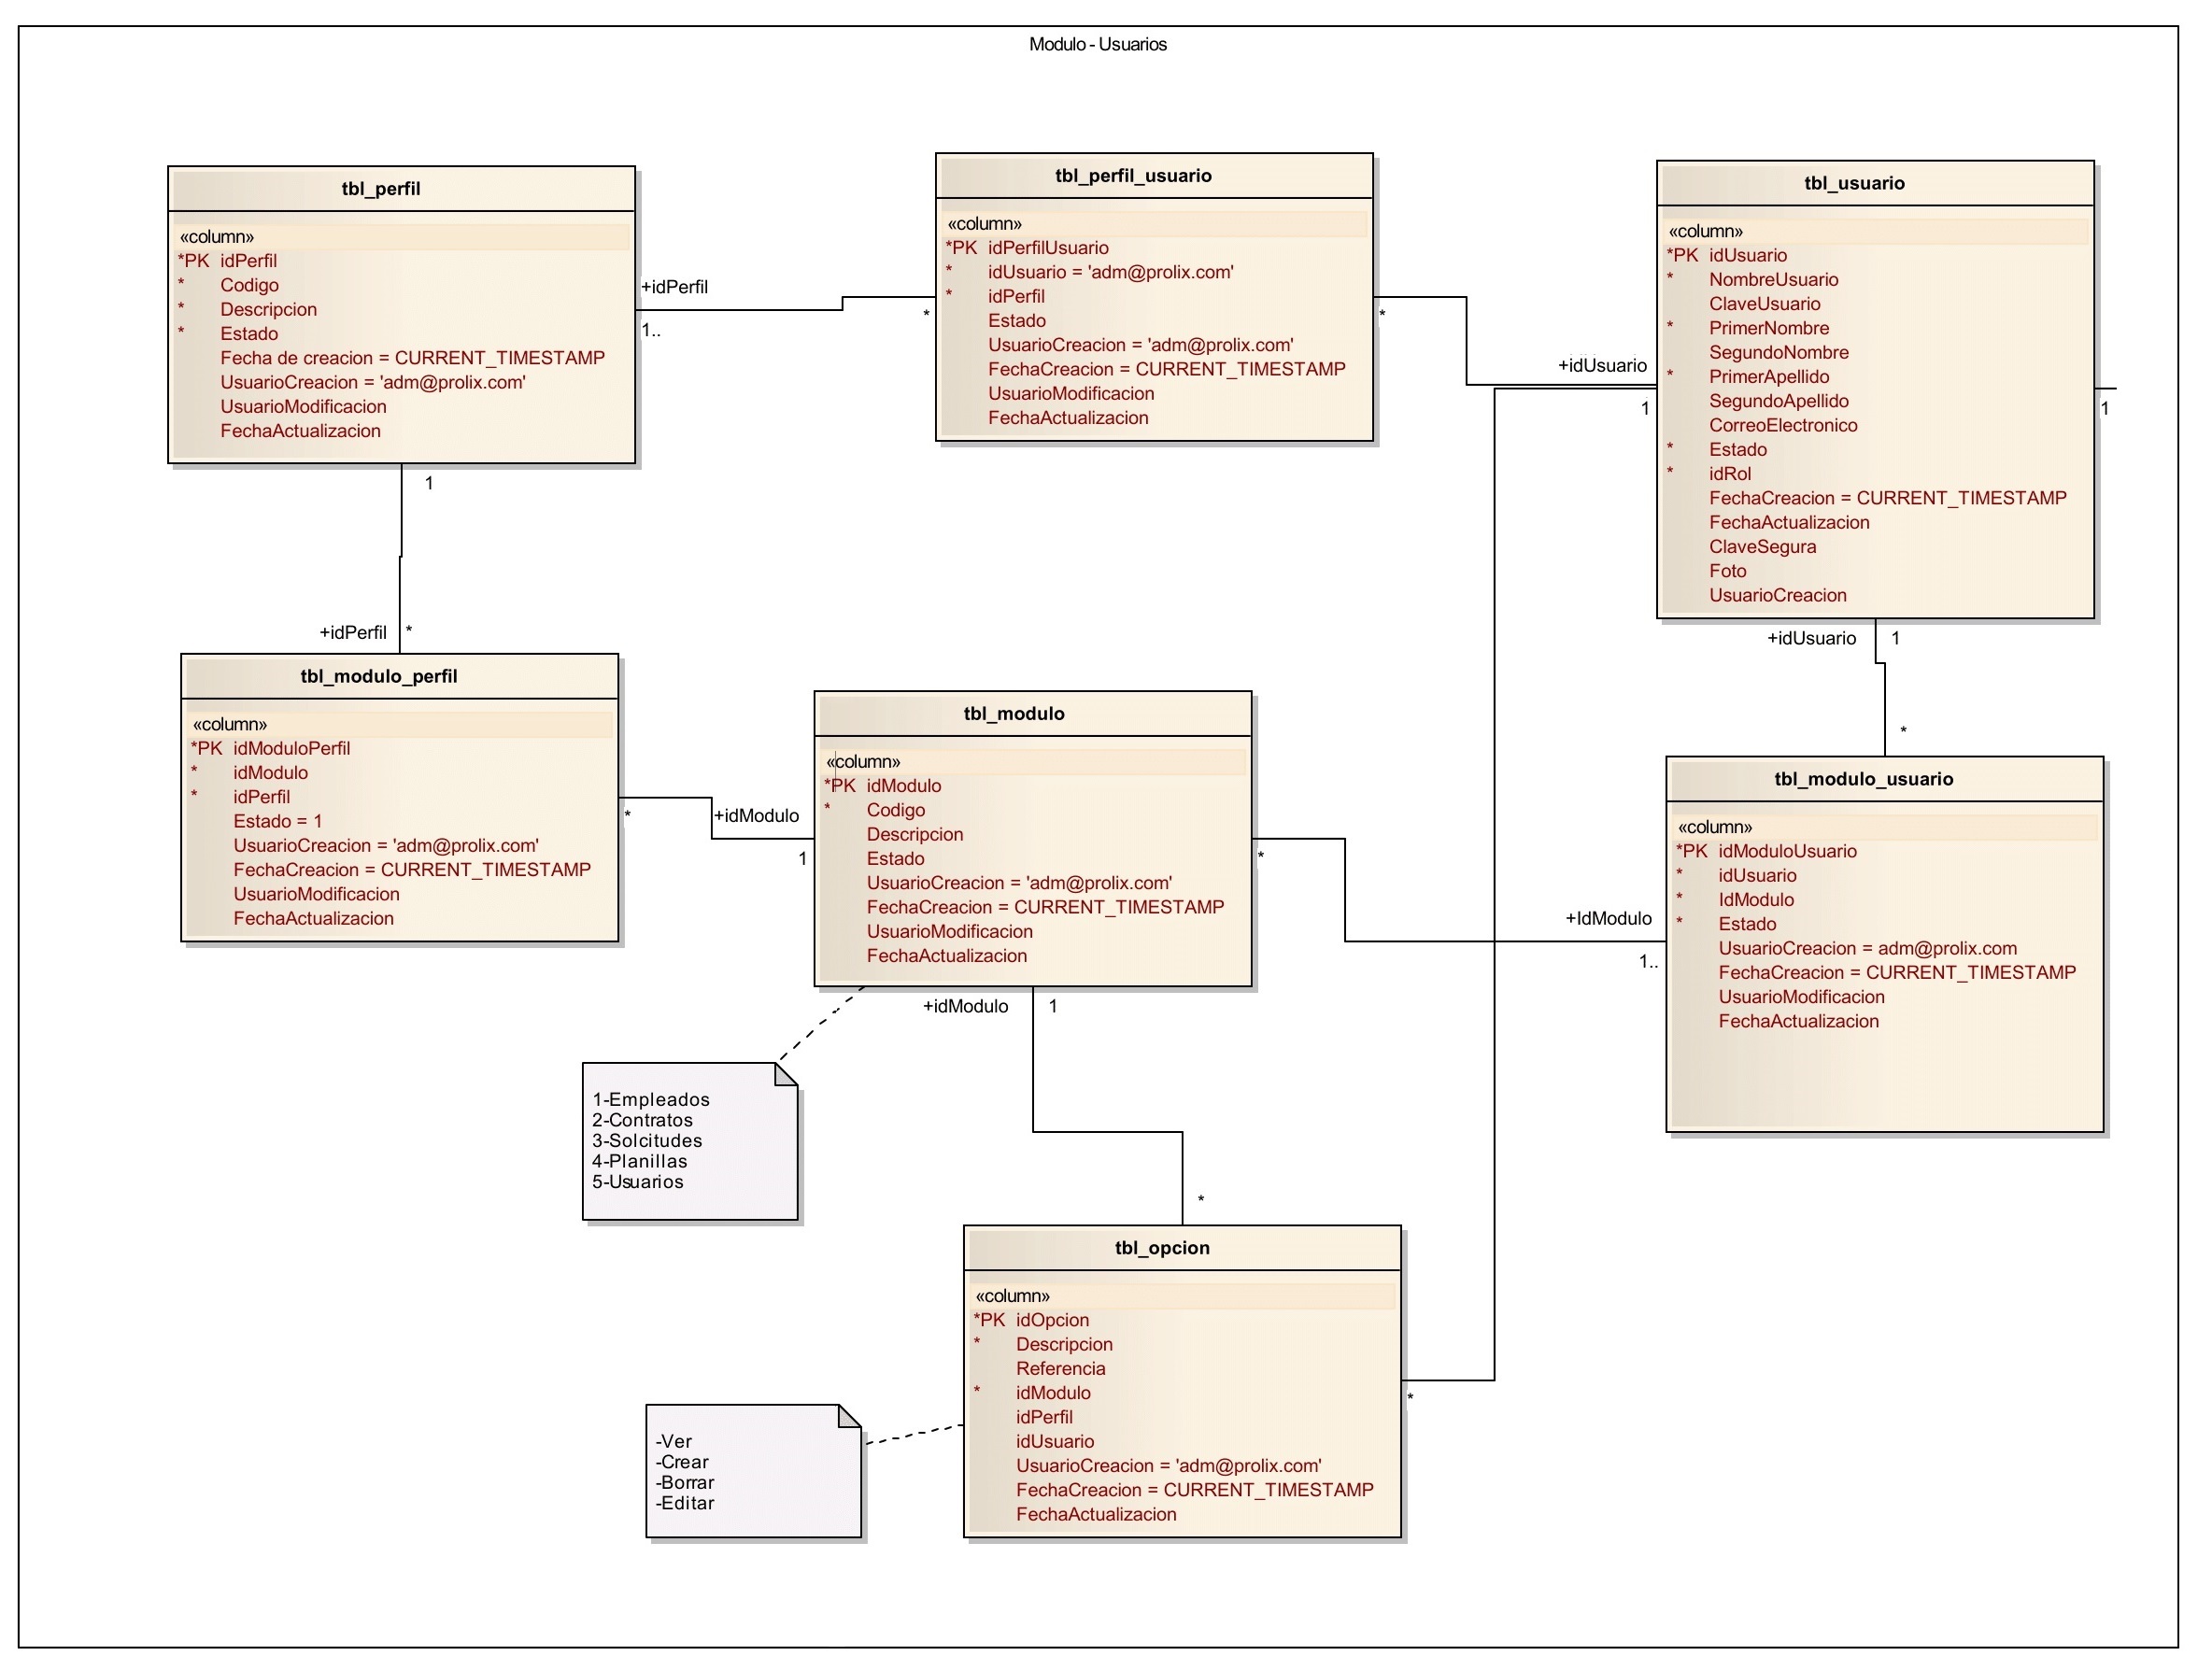 Modulo - Usuarios
tbl_perfil
«column»
*PK idPerfil
* Codigo
* Descripcion
* Estado
Fecha de creacion = CURRENT_TIMESTAMP
UsuarioCreacion = 'adm@prolix.com'
UsuarioModificacion
FechaActualizacion
+idPerfil
1..
*
tbl_perfil_usuario
«column»
*PK idPerfilUsuario
* idUsuario = 'adm@prolix.com'
* idPerfil
Estado
UsuarioCreacion = 'adm@prolix.com'
FechaCreacion = CURRENT_TIMESTAMP
UsuarioModificacion
FechaActualizacion
*
+idUsuario
1
tbl_usuario
«column»
*PK idUsuario
* NombreUsuario
ClaveUsuario
* PrimerNombre
SegundoNombre
* PrimerApellido
SegundoApellido
CorreoElectronico
* Estado
* idRol
FechaCreacion = CURRENT_TIMESTAMP
FechaActualizacion
ClaveSegura
Foto
UsuarioCreacion
1
1
+idPerfil *
+idUsuario 1
*
tbl_modulo_perfil
«column»
*PK idModuloPerfil
* idModulo
* idPerfil
Estado = 1
UsuarioCreacion = 'adm@prolix.com'
FechaCreacion = CURRENT_TIMESTAMP
UsuarioModificacion
FechaActualizacion
*
+idModulo
1
tbl_modulo
«column»
*PK idModulo
* Codigo
Descripcion
Estado
UsuarioCreacion = 'adm@prolix.com'
FechaCreacion = CURRENT_TIMESTAMP
UsuarioModificacion
FechaActualizacion
*
+IdModulo
1..
tbl_modulo_usuario
«column»
*PK idModuloUsuario
* idUsuario
* IdModulo
* Estado
UsuarioCreacion = adm@prolix.com
FechaCreacion = CURRENT_TIMESTAMP
UsuarioModificacion
FechaActualizacion
+idModulo 1
1-Empleados
2-Contratos
3-Solcitudes
4-Planillas
5-Usuarios
*
tbl_opcion
«column»
*PK idOpcion
* Descripcion
Referencia
* idModulo
idPerfil
idUsuario
UsuarioCreacion = 'adm@prolix.com'
FechaCreacion = CURRENT_TIMESTAMP
FechaActualizacion
*
-Ver
-Crear
-Borrar
-Editar